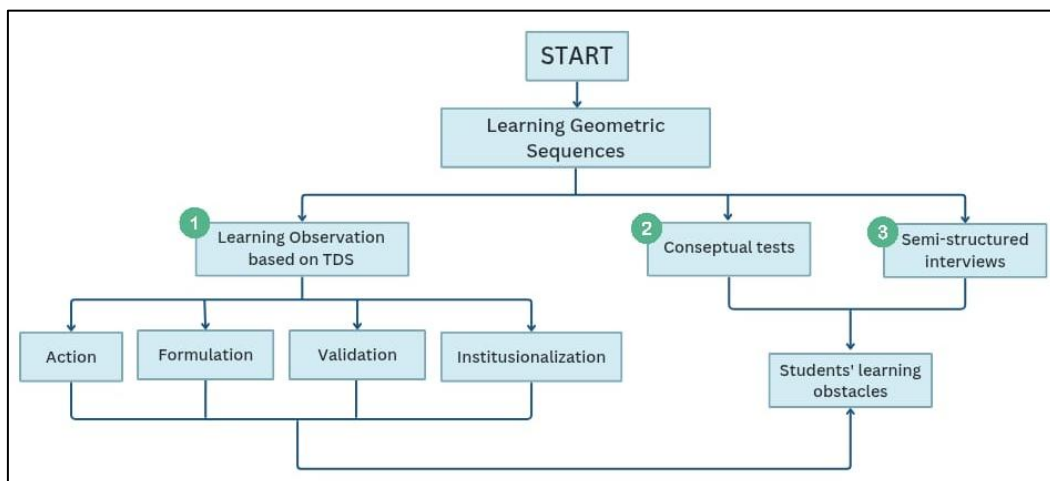 START
Learning Geometric
Sequences
1
Learning Observation
based on TDS
2
Conseptual tests
3
Semi-structured
interviews
Action
Formulation
Validation
Institusionalization
Students' learning
obstacles